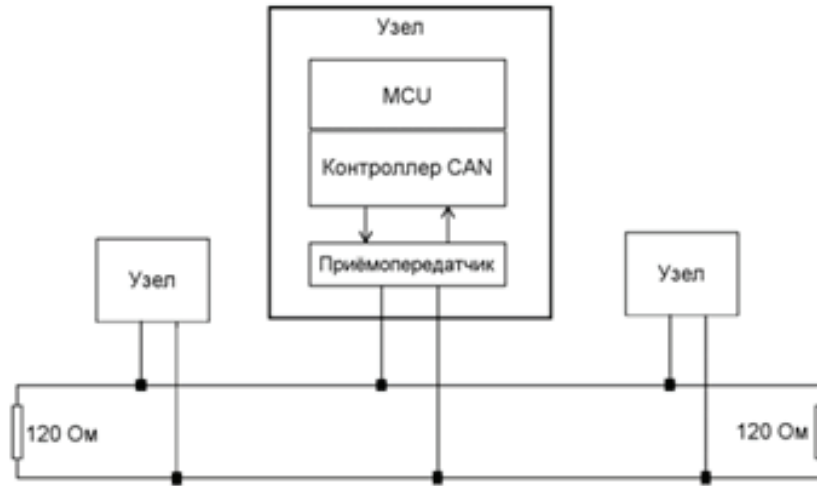 Узел
MCU
Контроллер CAN
Приёмопередатчик
Узел
Узел
120 Ом
120 Ом